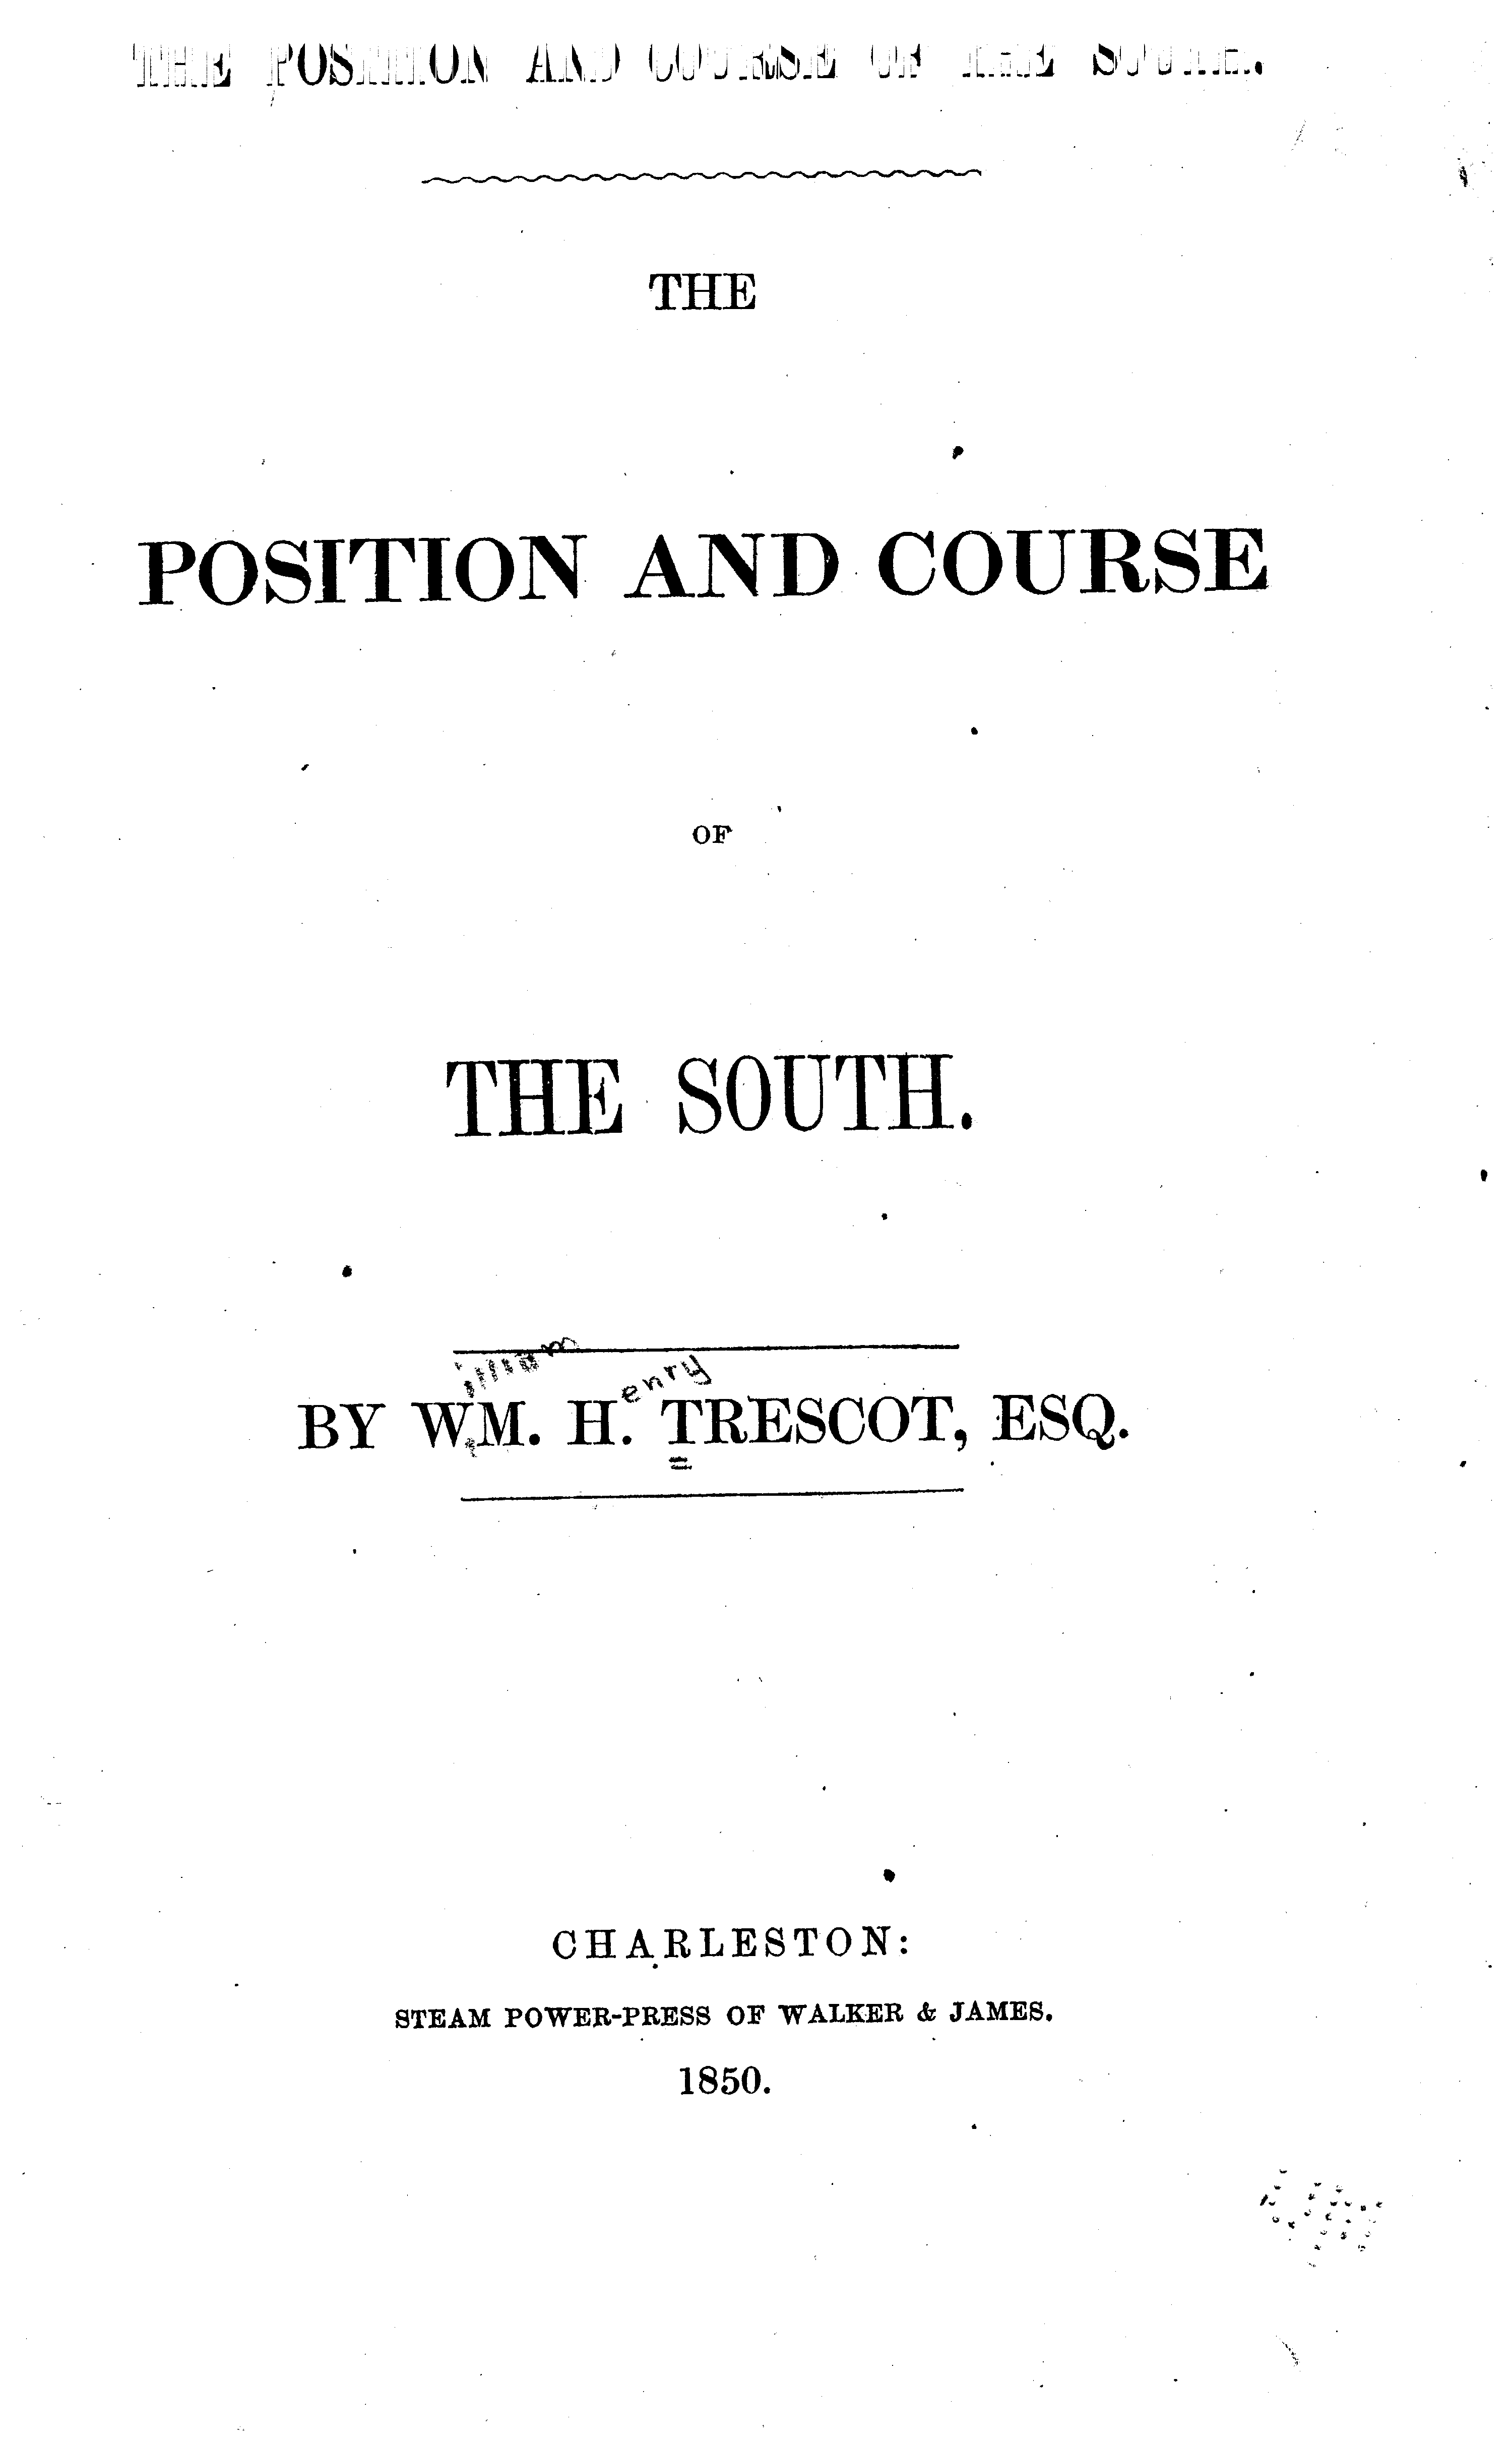 THE POSITION AND COURSE OF THE SOUTH.
THE
POSITION AND COURSE
OF
THE SOUTH.
illiam enry
BY WM. H. TRESCOT, ESQ.
CHARLESTON:
STEAM POWER-PRESS OF WALKER & JAMES.
1850.